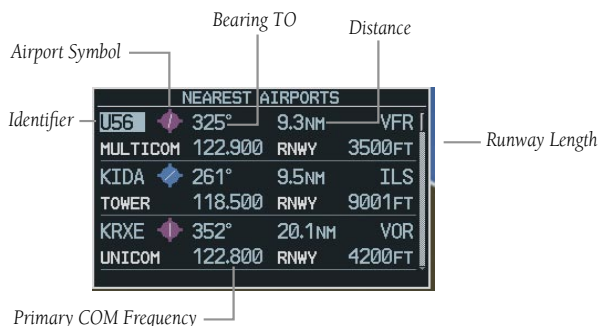 Bearing TO
Distance
Airport Symbol
NEAREST AIRPORTS
Identifier
U56 325° 9.3NM VFR
Runway Length
MULTICOM 122.900 RNWY 3500FT
KIDA 261° 9.5NM ILS
TOWER 118.500 RNWY 9001FT
KRXE 352° 20.1NM VOR
UNICOM 122.800 RNWY 4200FT
Primary COM Frequency